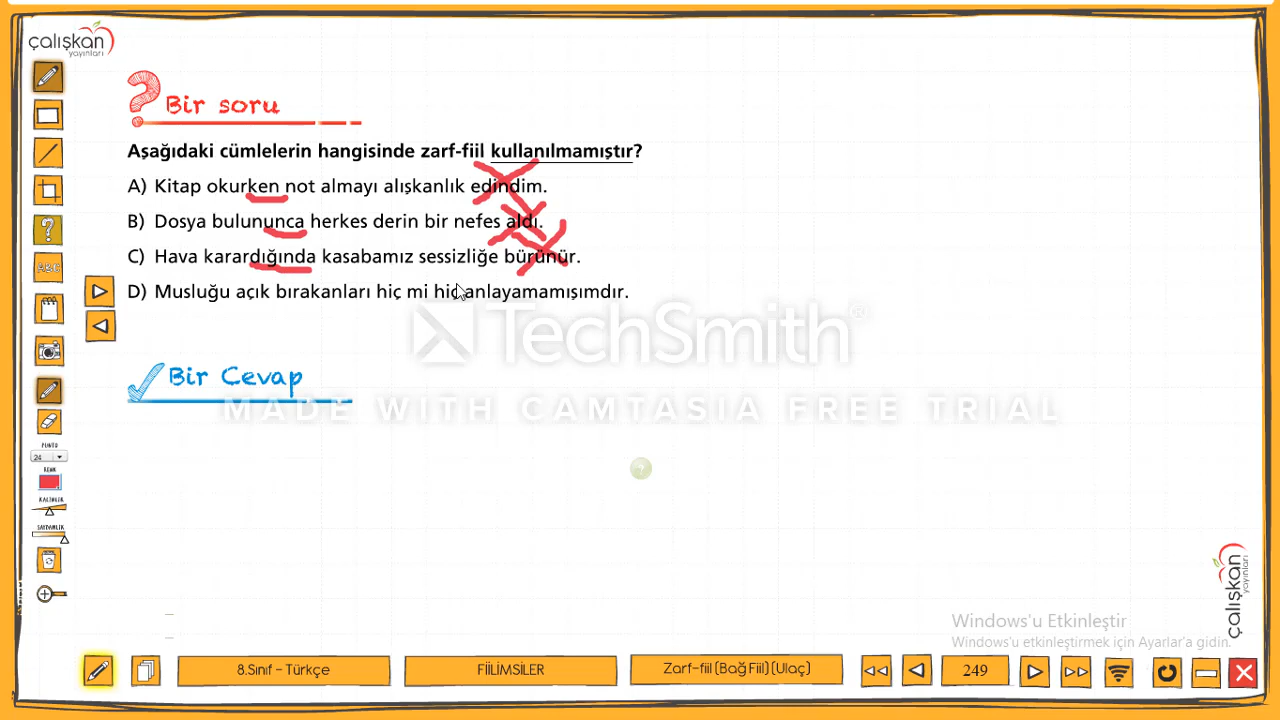 çalışkan
yayınları
Bir soru
Aşağıdaki cümlelerin hangisinde zarf-fiil kullanılmamıştır?
A) Kitap okurken not almayı alışkanlık edindim.
B) Dosya bulununca herkes derin bir nefes aldı.
C) Hava karardığında kasabamız sessizliğe bürünür.
D) Musluğu açık bırakanları hiç mi hiç anlayamamışımdır.
TechSmith®
Bir Cevap
MADE WITH CAMTASIA FREE TRIAL
ABC
PUNTO
24
RENK
KALINLIK
SAYDAMLIK
çalışkan
yayınları
Windows'u Etkinleştir
Windows'u etkinleştirmek için Ayarlar'a gidin.
8.Sınıf - Türkçe
FİİLİMSİLER
Zarf-fiil (Bağ Fiil) (Ulaç)
249